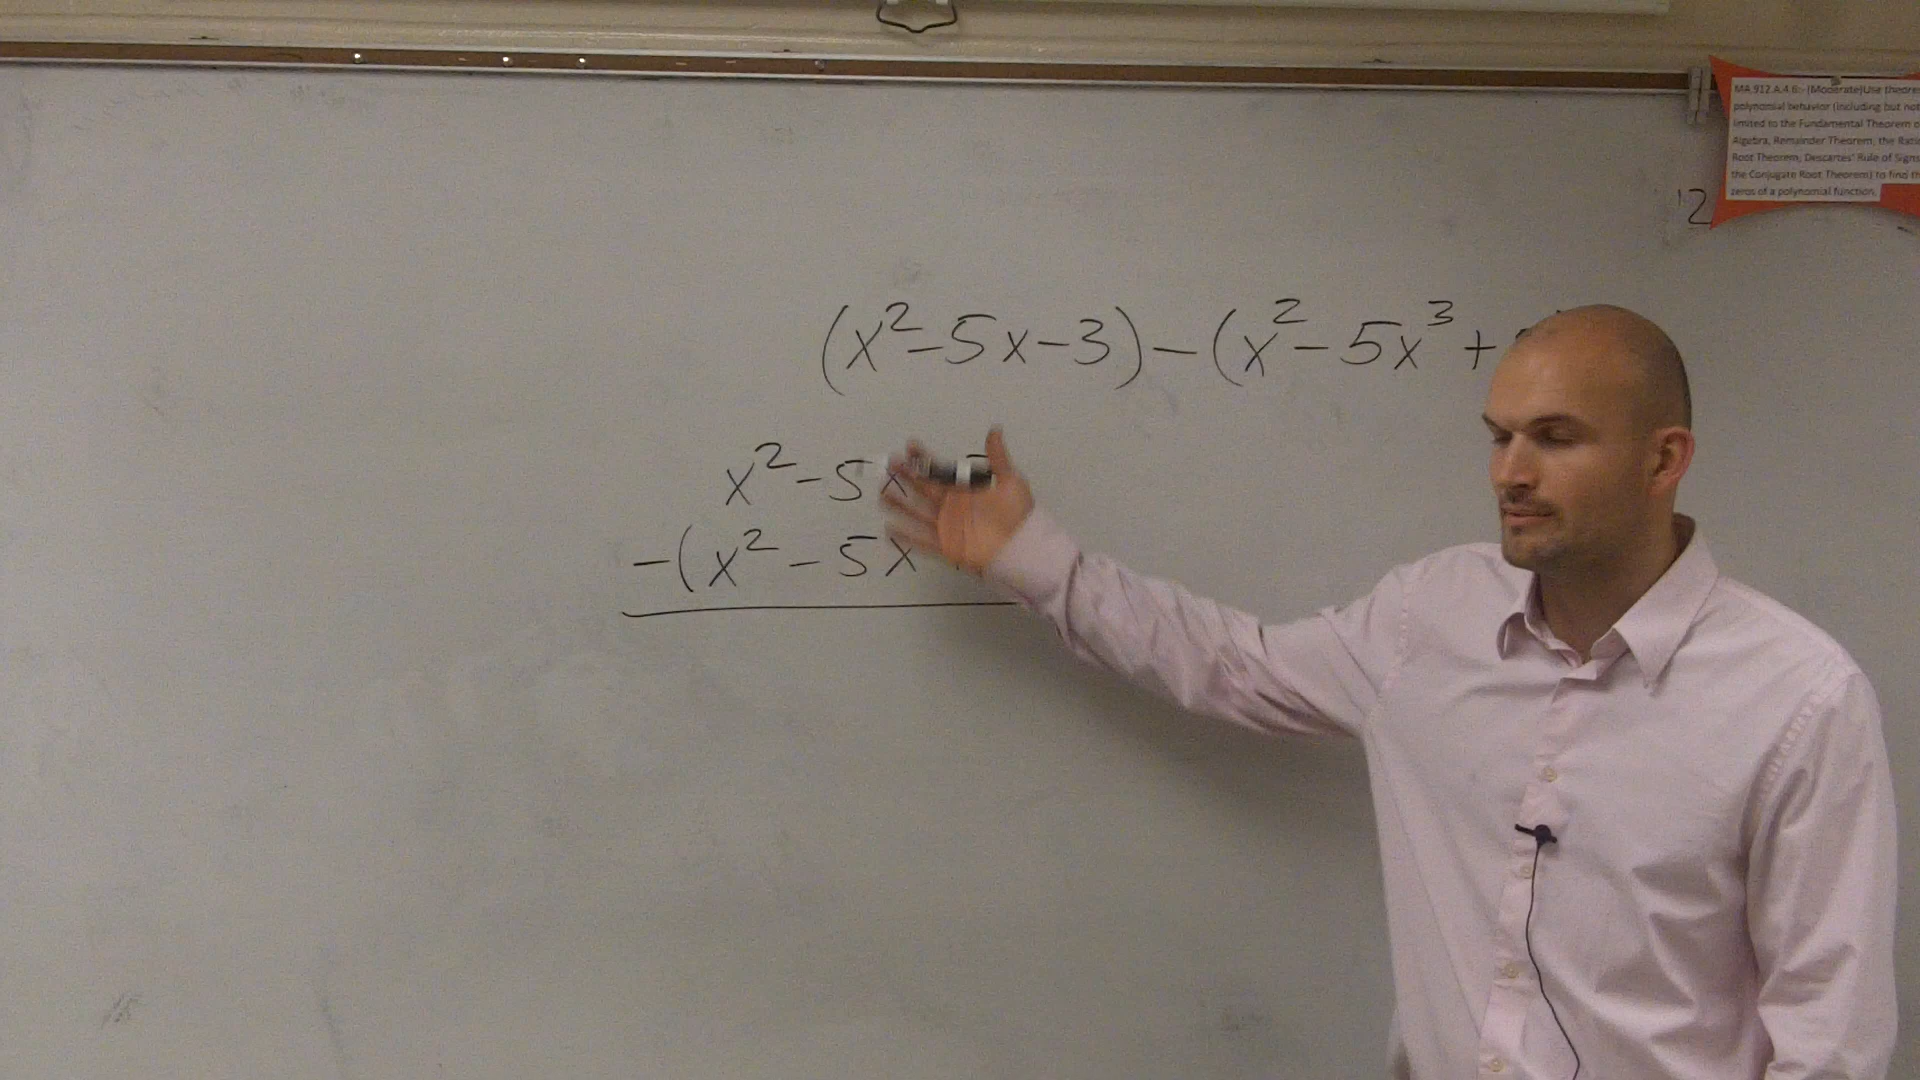 MA.912.A.4.6:- (Moderate)Use theore
polynomial behavior (including but not
limited to the Fundamental Theorem o
Algebra, Remainder Theorem, the Ratio
Root Theorem, Descartes' Rule of Signs
the Conjugate Root Theorem) to find th
zeros of a polynomial function.
12
(x² - 5x - 3) - (x² - 5x³ +
x² - 5x
-(x² - 5x